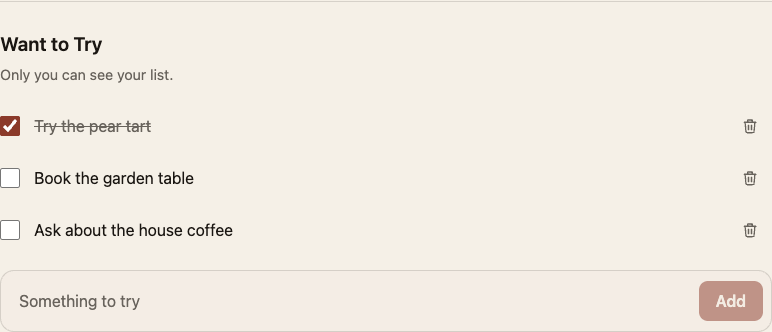 Want to Try
Only you can see your list.
Try the pear tart
Book the garden table
Ask about the house coffee
Something to try
Add